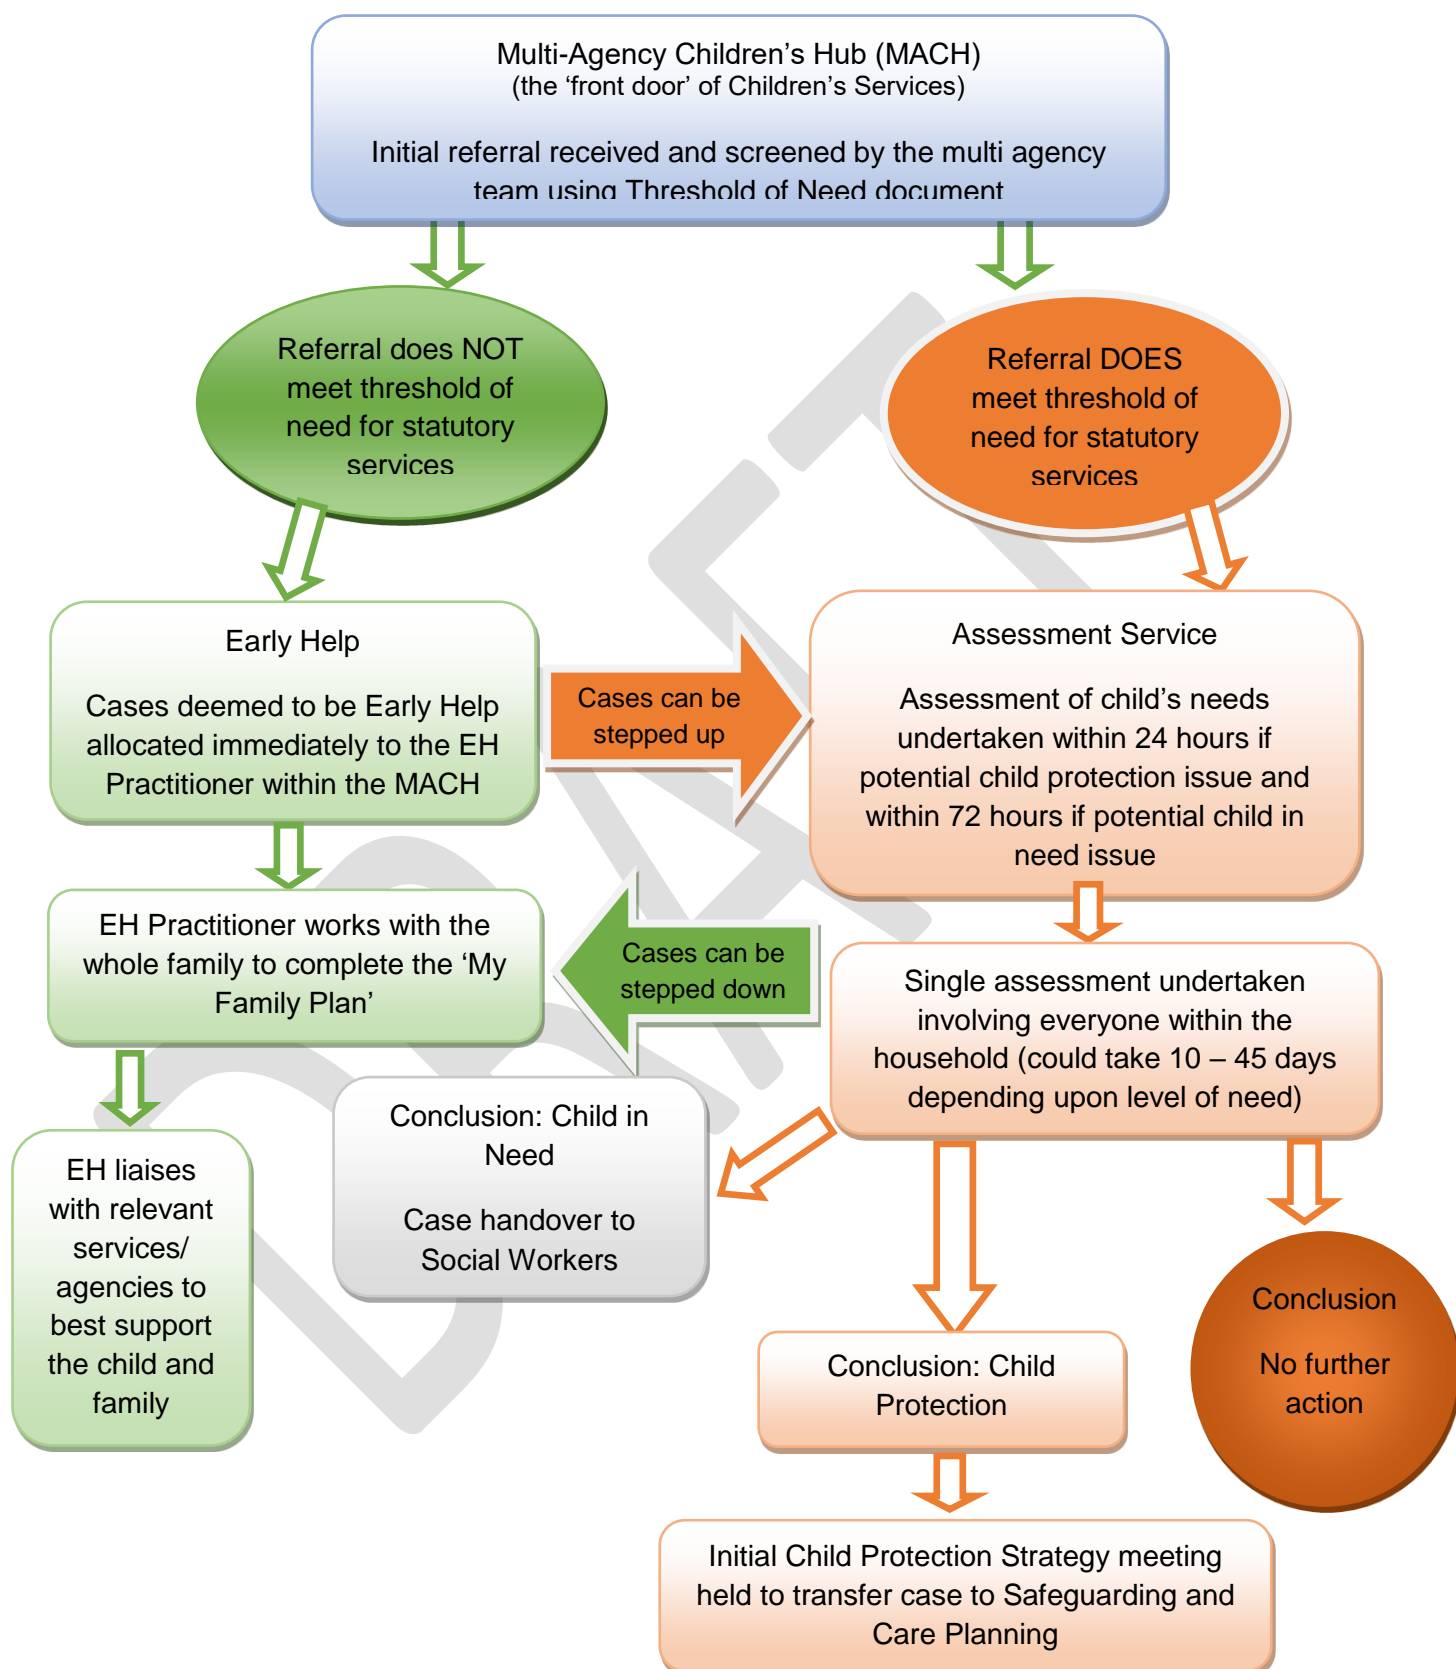 Multi-Agency Children’s Hub (MACH)
(the ‘front door’ of Children’s Services)
Initial referral received and screened by the multi agency
team using Threshold of Need document
Referral does NOT
meet threshold of
need for statutory
services
Referral DOES
meet threshold of
need for statutory
services
Early Help
Cases deemed to be Early Help
allocated immediately to the EH
Practitioner within the MACH
Cases can be
stepped up
Assessment Service
Assessment of child’s needs
undertaken within 24 hours if
potential child protection issue and
within 72 hours if potential child in
need issue
EH Practitioner works with the
whole family to complete the ‘My
Family Plan’
Cases can be
stepped down
Single assessment undertaken
involving everyone within the
household (could take 10 – 45 days
depending upon level of need)
EH liaises
with relevant
services/
agencies to
best support
the child and
family
Conclusion: Child in
Need
Case handover to
Social Workers
Conclusion: Child
Protection
Conclusion
No further
action
Initial Child Protection Strategy meeting
held to transfer case to Safeguarding and
Care Planning
DRAFT